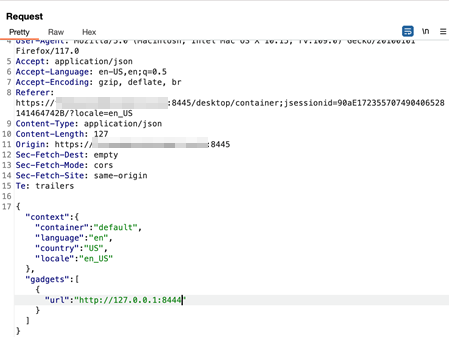 Request
Pretty Raw Hex
\n
4 User-Agent: Mozilla/5.0 (Macintosh; Intel Mac OS X 10.15; rv:109.0) Gecko/20100101
Firefox/117.0
5 Accept: application/json
6 Accept-Language: en-US,en;q=0.5
7 Accept-Encoding: gzip, deflate, br
8 Referer:
https:// :8445/desktop/container;jsessionid=90aE172355707490406528
141464742B/?locale=en_US
9 Content-Type: application/json
10 Content-Length: 127
11 Origin: https:// :8445
12 Sec-Fetch-Dest: empty
13 Sec-Fetch-Mode: cors
14 Sec-Fetch-Site: same-origin
15 Te: trailers
16
17 {
"context":{
"container":"default",
"language":"en",
"country":"US",
"locale":"en_US"
},
"gadgets":[
{
"url":"http://127.0.0.1:8444"
}
]
}